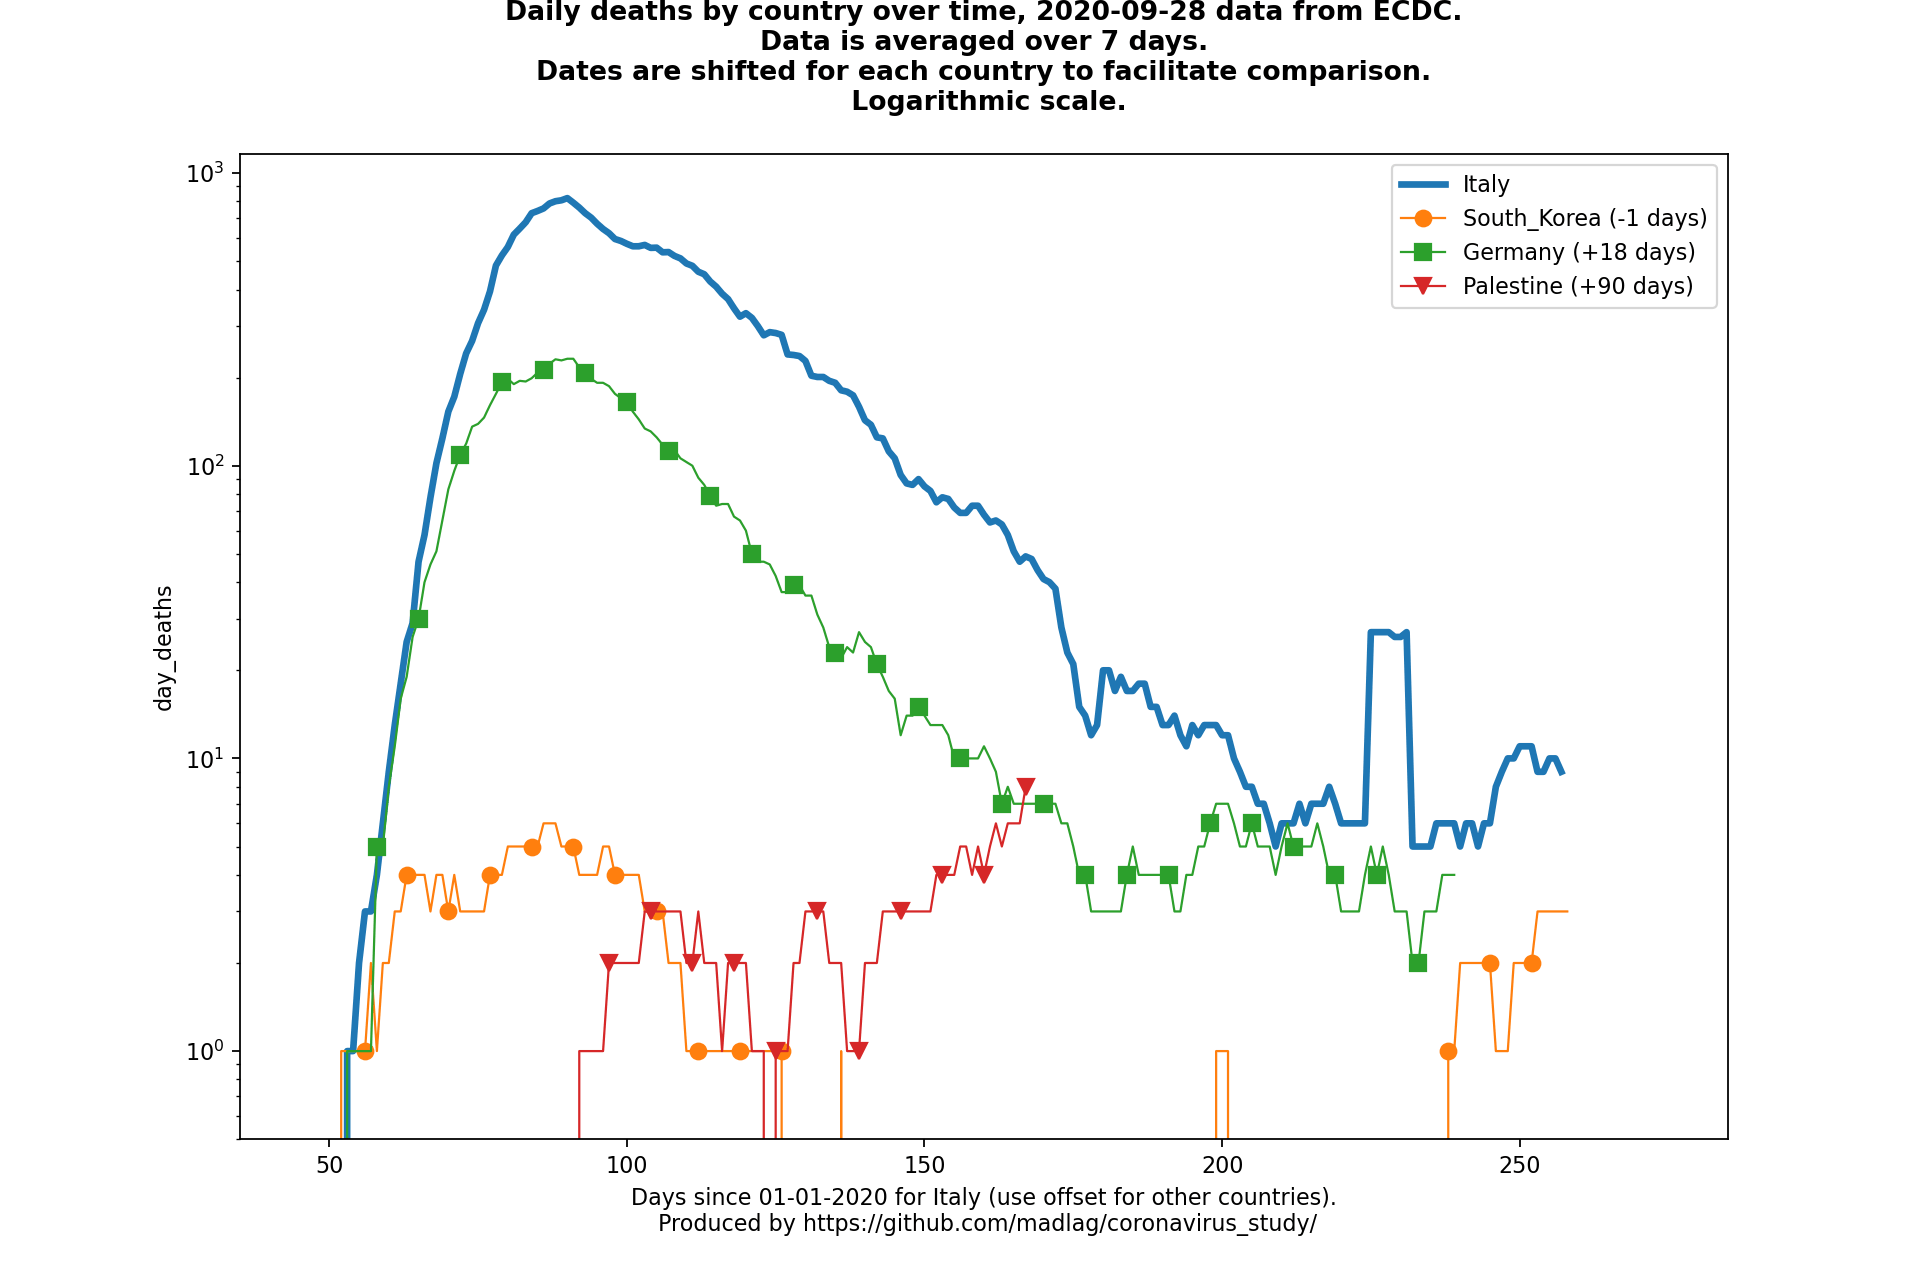 Daily deaths by country over time, 2020-09-28 data from ECDC.
Data is averaged over 7 days.
Dates are shifted for each country to facilitate comparison.
Logarithmic scale.
10³
Italy
South_Korea (-1 days)
Germany (+18 days)
Palestine (+90 days)
10²
day_deaths
10¹
10⁰
50 100 150 200 250
Days since 01-01-2020 for Italy (use offset for other countries).
Produced by https://github.com/madlag/coronavirus_study/